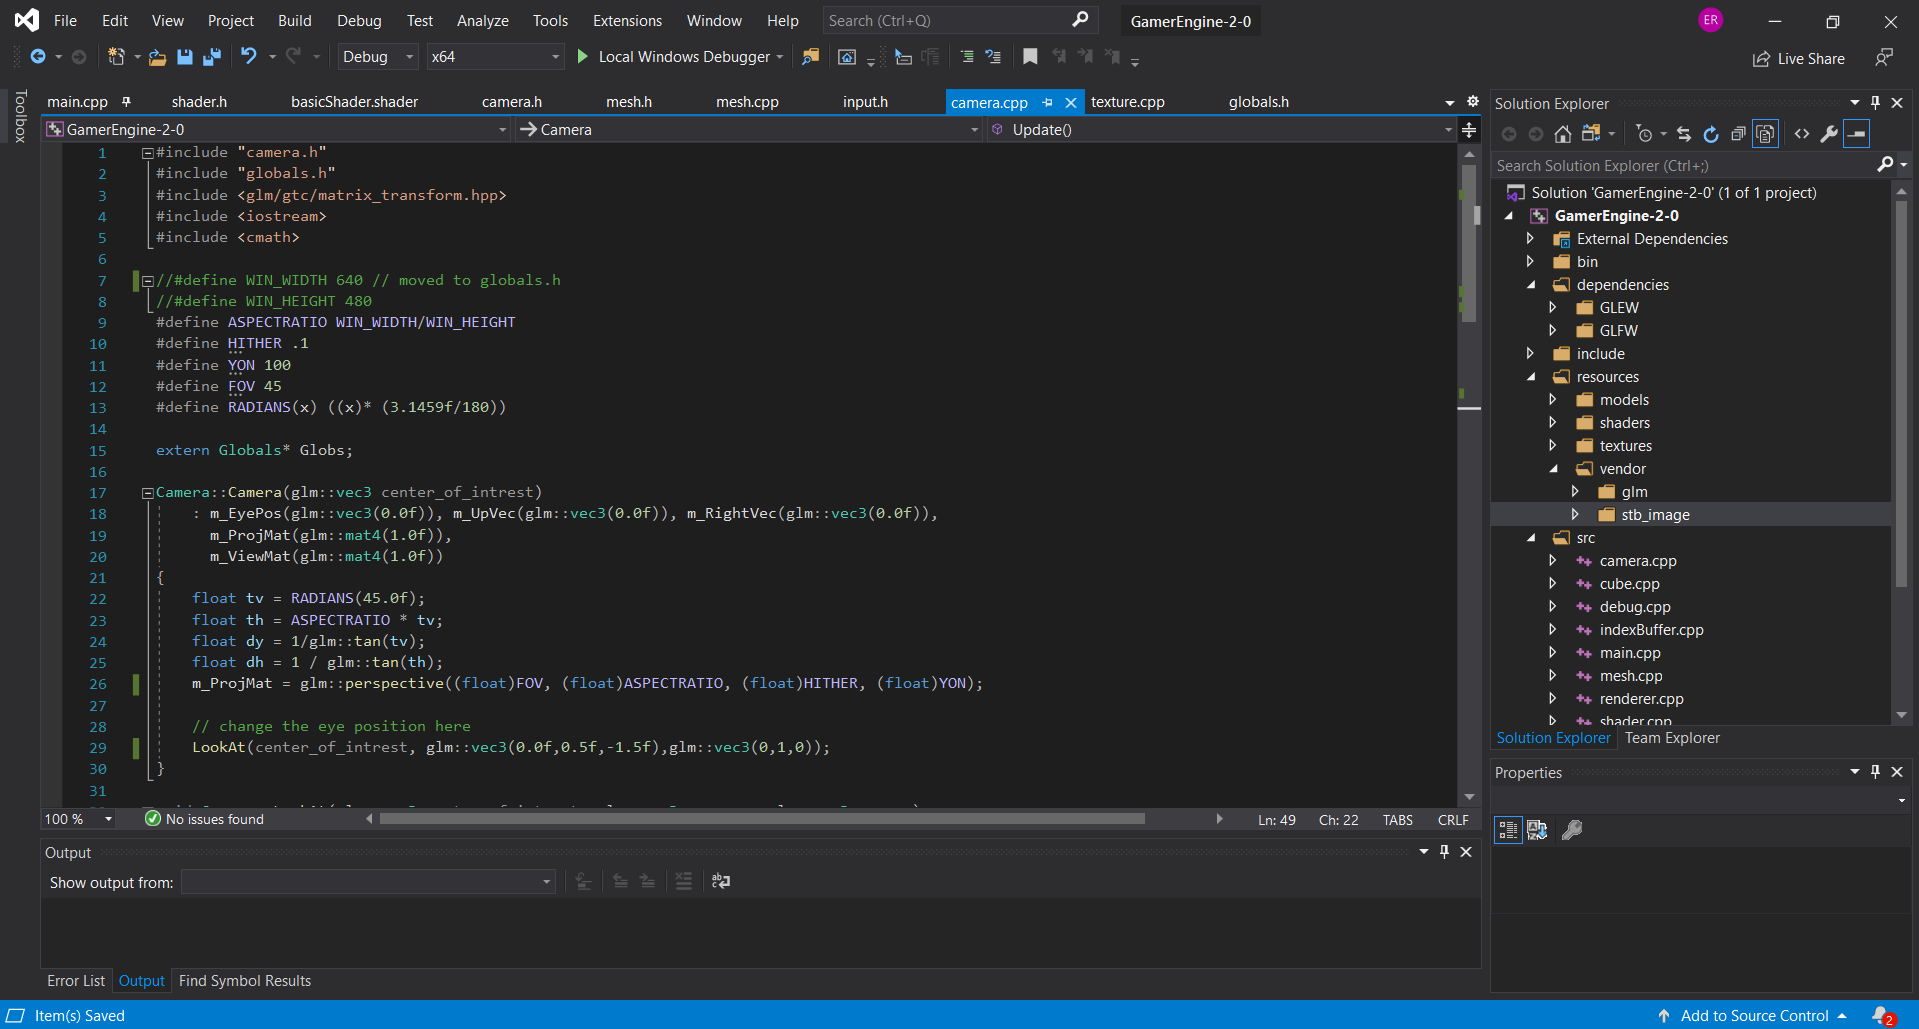 File Edit View Project Build Debug Test Analyze Tools Extensions Window Help Search (Ctrl+Q) GamerEngine-2-0 ER
Debug x64 Local Windows Debugger Live Share
Toolbox
main.cpp shader.h basicShader.shader camera.h mesh.h mesh.cpp input.h camera.cpp texture.cpp globals.h
GamerEngine-2-0 Camera Update()
1 #include "camera.h"
2 #include "globals.h"
3 #include <glm/gtc/matrix_transform.hpp>
4 #include <iostream>
5 #include <cmath>
6
7 //#define WIN_WIDTH 640 // moved to globals.h
8 //#define WIN_HEIGHT 480
9 #define ASPECTRATIO WIN_WIDTH/WIN_HEIGHT
10 #define HITHER .1
11 #define YON 100
12 #define FOV 45
13 #define RADIANS(x) ((x)* (3.1459f/180))
14
15 extern Globals* Globs;
16
17 Camera::Camera(glm::vec3 center_of_intrest)
18 : m_EyePos(glm::vec3(0.0f)), m_UpVec(glm::vec3(0.0f)), m_RightVec(glm::vec3(0.0f)),
19 m_ProjMat(glm::mat4(1.0f)),
20 m_ViewMat(glm::mat4(1.0f))
21 {
22 float tv = RADIANS(45.0f);
23 float th = ASPECTRATIO * tv;
24 float dy = 1/glm::tan(tv);
25 float dh = 1 / glm::tan(th);
26 m_ProjMat = glm::perspective((float)FOV, (float)ASPECTRATIO, (float)HITHER, (float)YON);
27
28 // change the eye position here
29 LookAt(center_of_intrest, glm::vec3(0.0f,0.5f,-1.5f),glm::vec3(0,1,0));
30 }
31
100 % No issues found Ln: 49 Ch: 22 TABS CRLF
Output
Show output from:
Error List Output Find Symbol Results
Solution Explorer
Search Solution Explorer (Ctrl+;)
Solution 'GamerEngine-2-0' (1 of 1 project)
GamerEngine-2-0
External Dependencies
bin
dependencies
GLEW
GLFW
include
resources
models
shaders
textures
vendor
glm
stb_image
src
camera.cpp
cube.cpp
debug.cpp
indexBuffer.cpp
main.cpp
mesh.cpp
renderer.cpp
shader.cpp
Solution Explorer Team Explorer
Properties
Item(s) Saved Add to Source Control 2